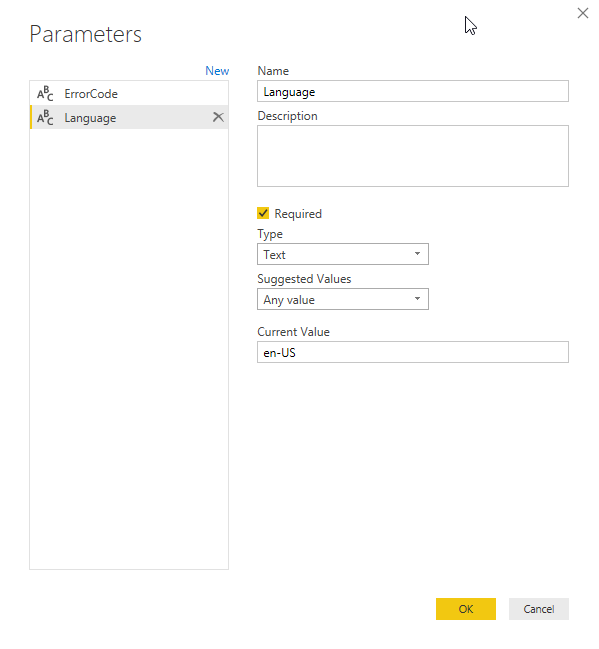 Parameters
New
ABC ErrorCode
ABC Language
Name
Language
Description
Required
Type
Text
Suggested Values
Any value
Current Value
en-US
OK
Cancel